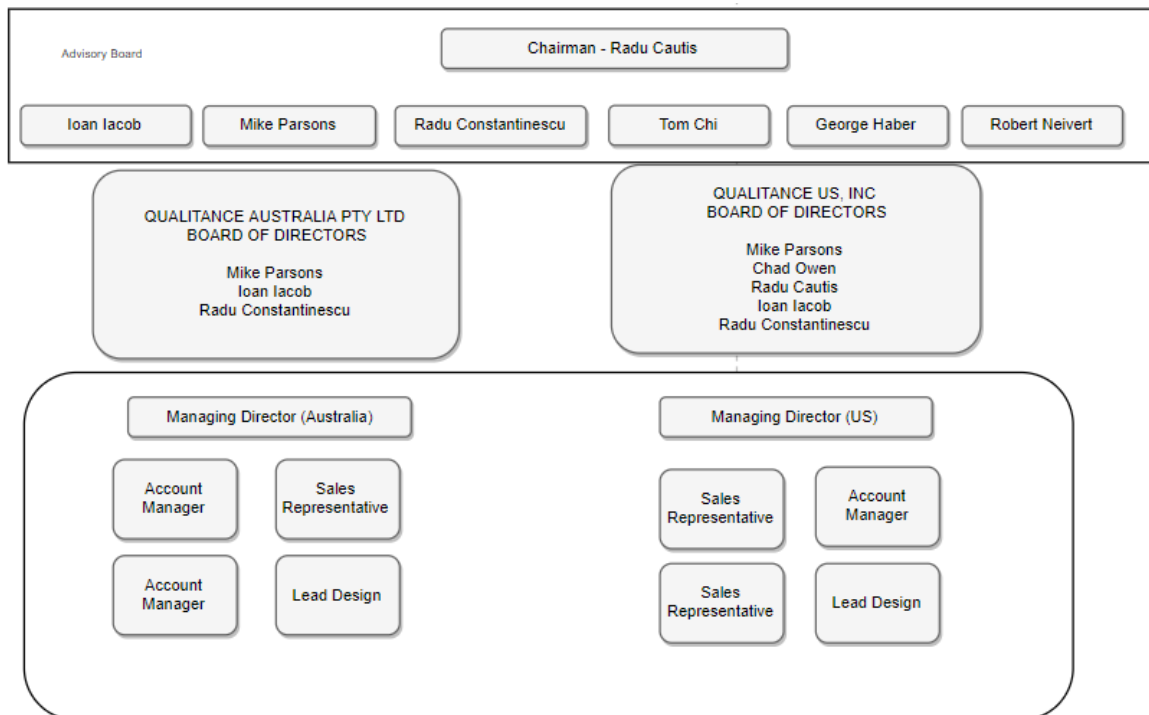 Advisory Board
Chairman - Radu Cautis
Ioan Iacob
Mike Parsons
Radu Constantinescu
Tom Chi
George Haber
Robert Neivert
QUALITANCE AUSTRALIA PTY LTD
BOARD OF DIRECTORS
Mike Parsons
Ioan Iacob
Radu Constantinescu
QUALITANCE US, INC
BOARD OF DIRECTORS
Mike Parsons
Chad Owen
Radu Cautis
Ioan Iacob
Radu Constantinescu
Managing Director (Australia)
Account
Manager
Sales
Representative
Account
Manager
Lead Design
Managing Director (US)
Sales
Representative
Account
Manager
Sales
Representative
Lead Design